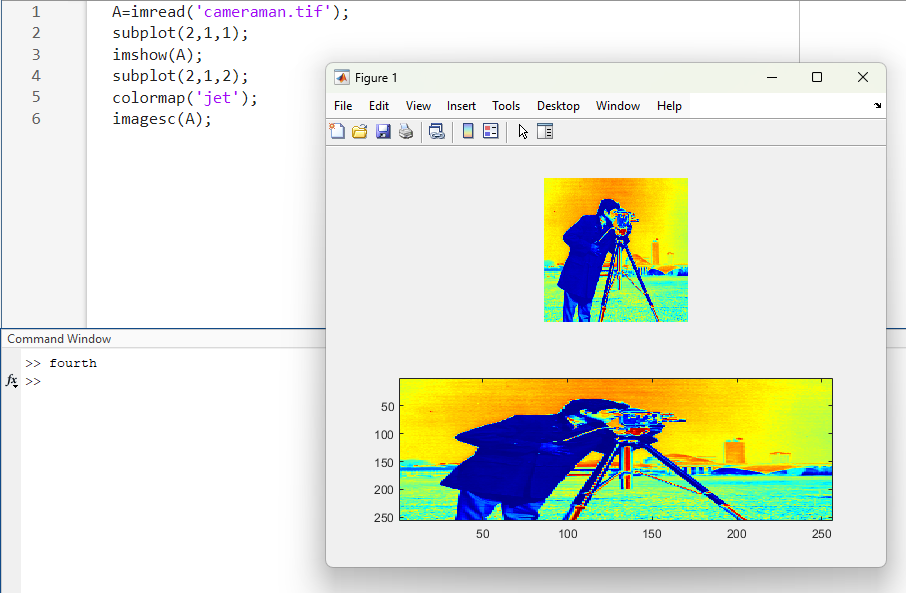 1 A=imread('cameraman.tif');
2 subplot(2,1,1);
3 imshow(A);
4 subplot(2,1,2);
5 colormap('jet');
6 imagesc(A);
Figure 1
File Edit View Insert Tools Desktop Window Help
50
100
150
200
250
50 100 150 200 250
Command Window
>> fourth
fx >>